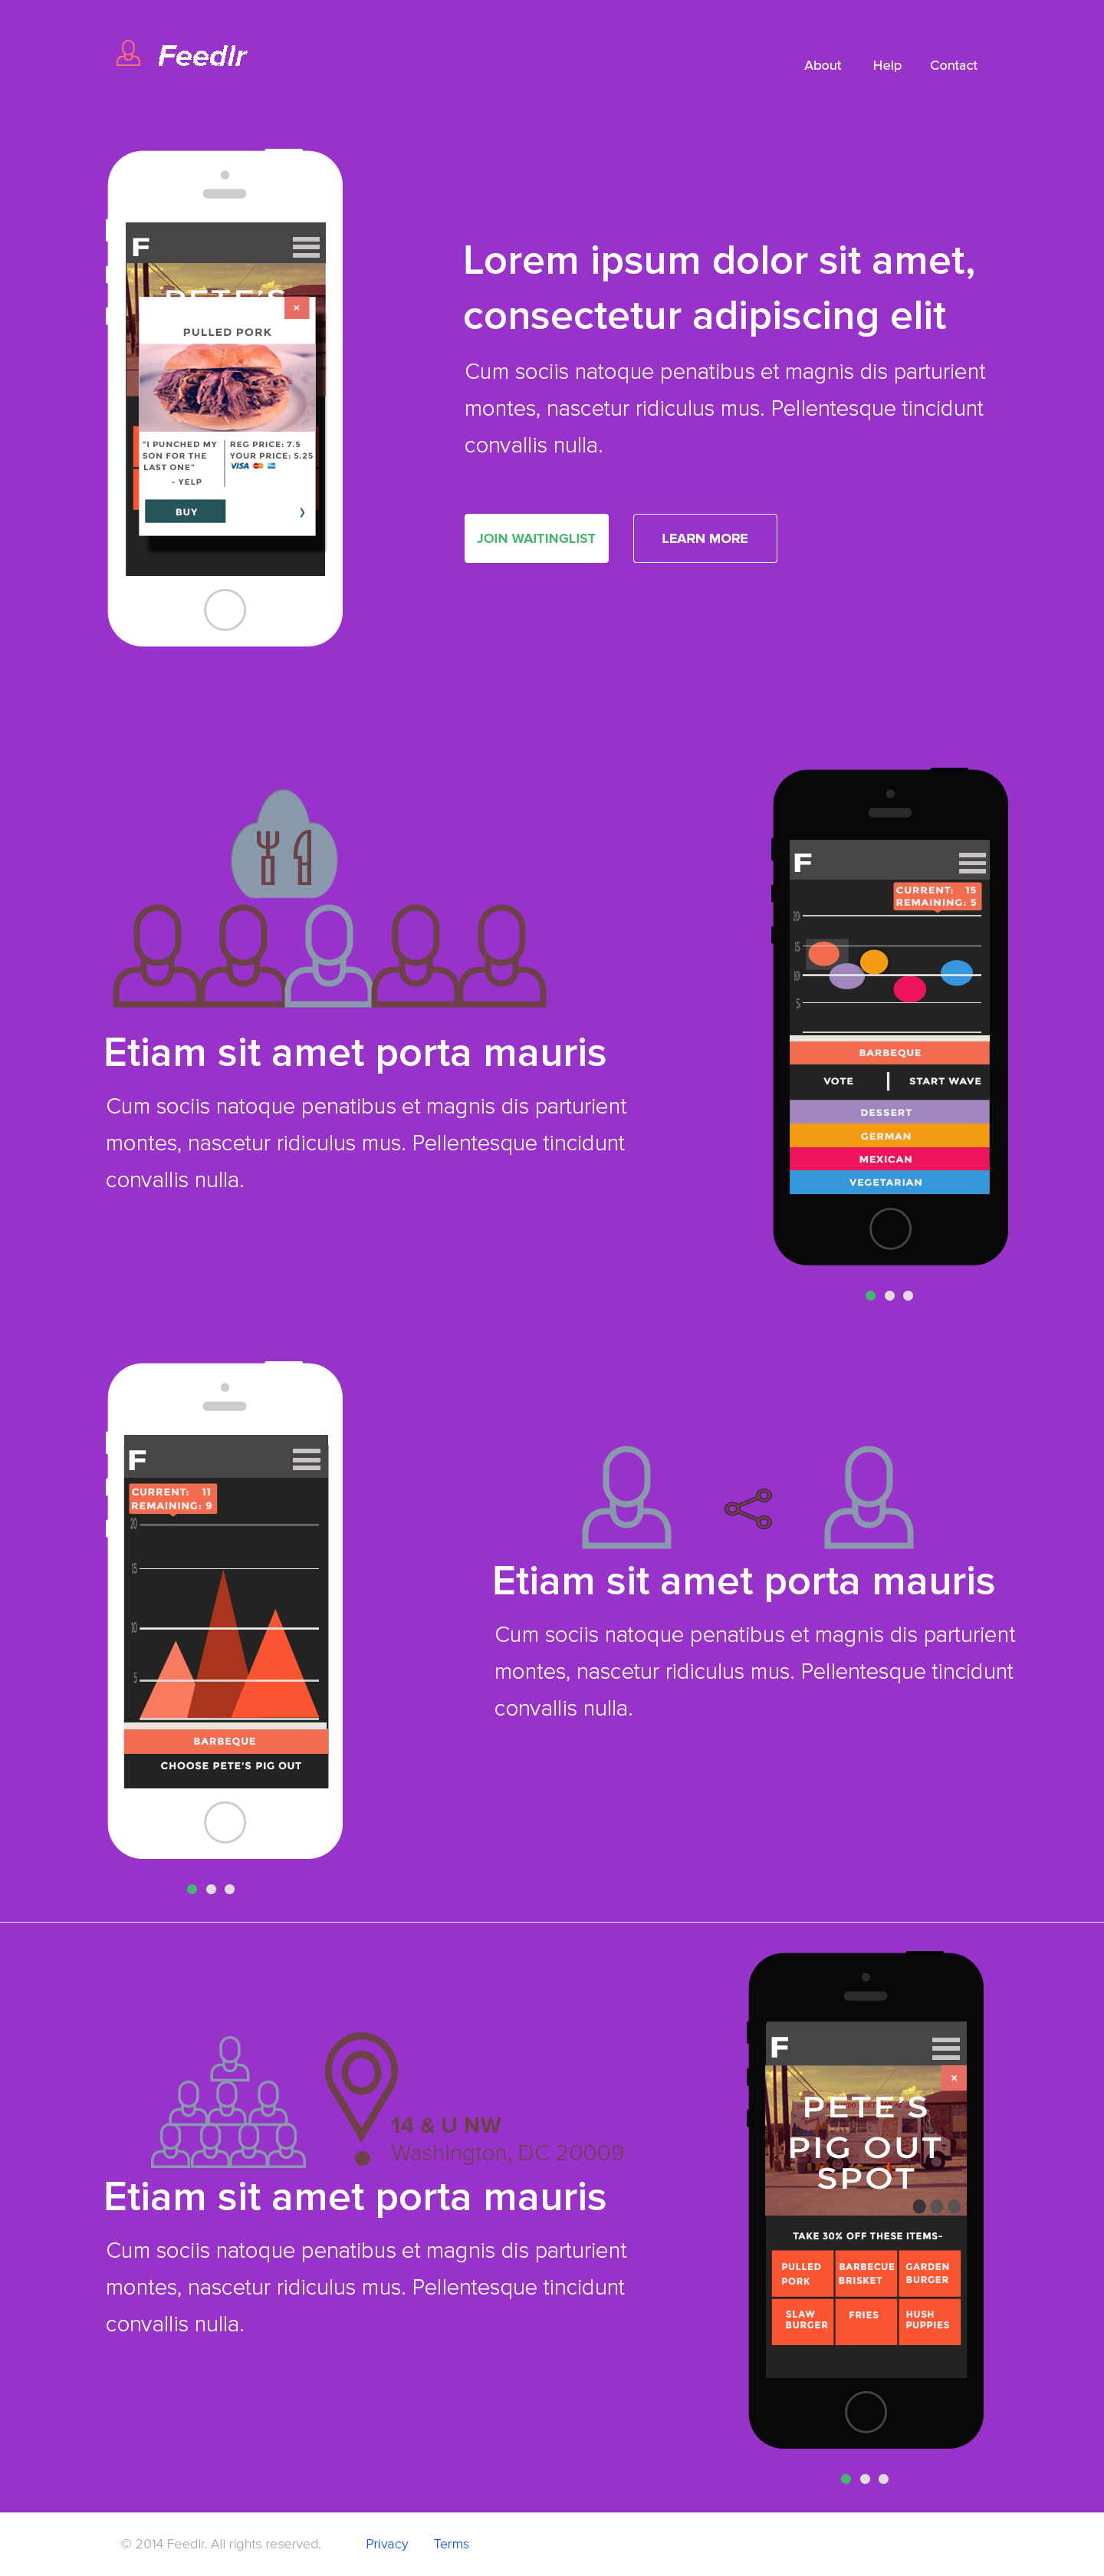 Feedlr
About Help Contact
F
PETE'S
×
PULLED PORK
"I PUNCHED MY
SON FOR THE
LAST ONE"
- YELP
REG PRICE: 7.5
YOUR PRICE: 5.25
VISA
BUY
Lorem ipsum dolor sit amet,
consectetur adipiscing elit
Cum sociis natoque penatibus et magnis dis parturient
montes, nascetur ridiculus mus. Pellentesque tincidunt
convallis nulla.
JOIN WAITINGLIST
LEARN MORE
Etiam sit amet porta mauris
Cum sociis natoque penatibus et magnis dis parturient
montes, nascetur ridiculus mus. Pellentesque tincidunt
convallis nulla.
F
CURRENT: 15
REMAINING: 5
20
15
10
5
BARBEQUE
VOTE | START WAVE
DESSERT
GERMAN
MEXICAN
VEGETARIAN
F
CURRENT: 11
REMAINING: 9
20
15
10
5
BARBEQUE
CHOOSE PETE'S PIG OUT
Etiam sit amet porta mauris
Cum sociis natoque penatibus et magnis dis parturient
montes, nascetur ridiculus mus. Pellentesque tincidunt
convallis nulla.
14 & U NW
Washington, DC 20009
Etiam sit amet porta mauris
Cum sociis natoque penatibus et magnis dis parturient
montes, nascetur ridiculus mus. Pellentesque tincidunt
convallis nulla.
F
×
PETE'S
PIG OUT
SPOT
TAKE 30% OFF THESE ITEMS-
PULLED
PORK
BARBECUE
BRISKET
GARDEN
BURGER
SLAW
BURGER
FRIES
HUSH
PUPPIES
© 2014 Feedlr. All rights reserved. Privacy Terms